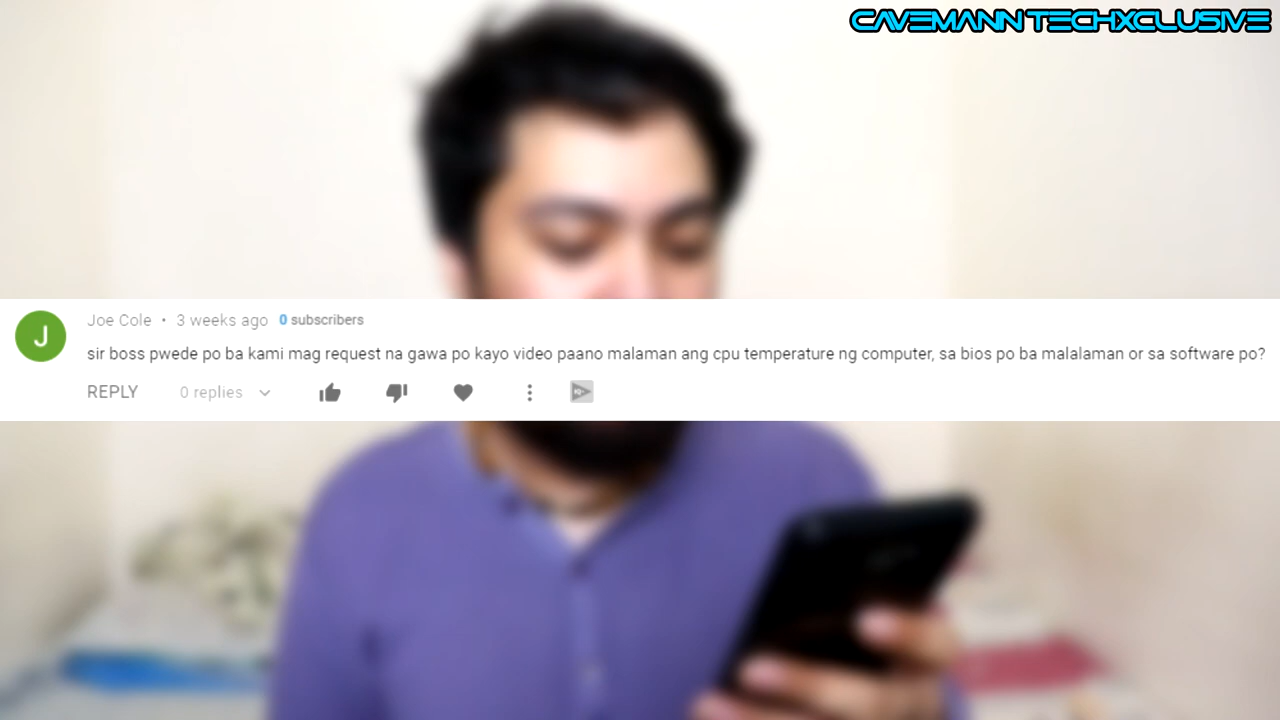 CAVEMANN TECHXCLUSIVE
J
Joe Cole • 3 weeks ago 0 subscribers
sir boss pwede po ba kami mag request na gawa po kayo video paano malaman ang cpu temperature ng computer, sa bios po ba malalaman or sa software po?
REPLY 0 replies